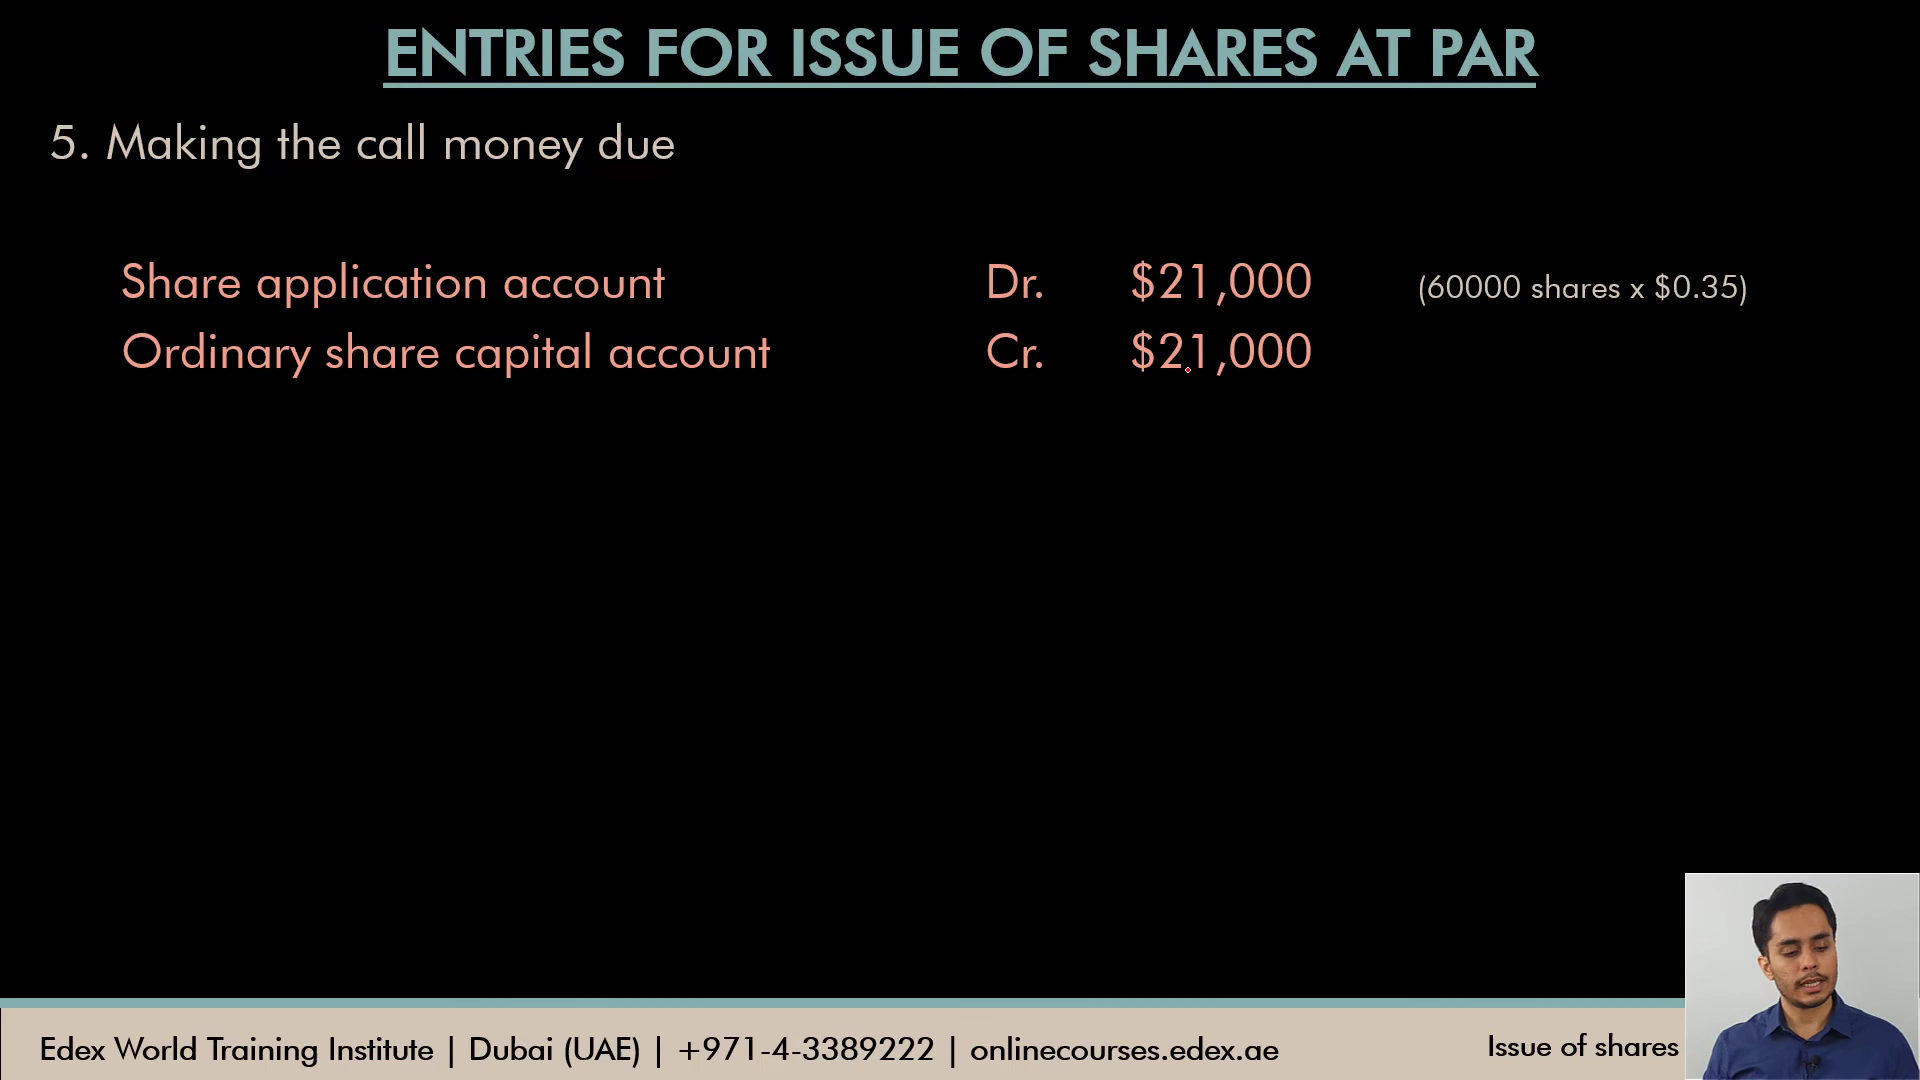 ENTRIES FOR ISSUE OF SHARES AT PAR
5. Making the call money due
Share application account Dr. $21,000 (60000 shares x $0.35)
Ordinary share capital account Cr. $21,000
Edex World Training Institute | Dubai (UAE) | +971-4-3389222 | onlinecourses.edex.ae Issue of shares